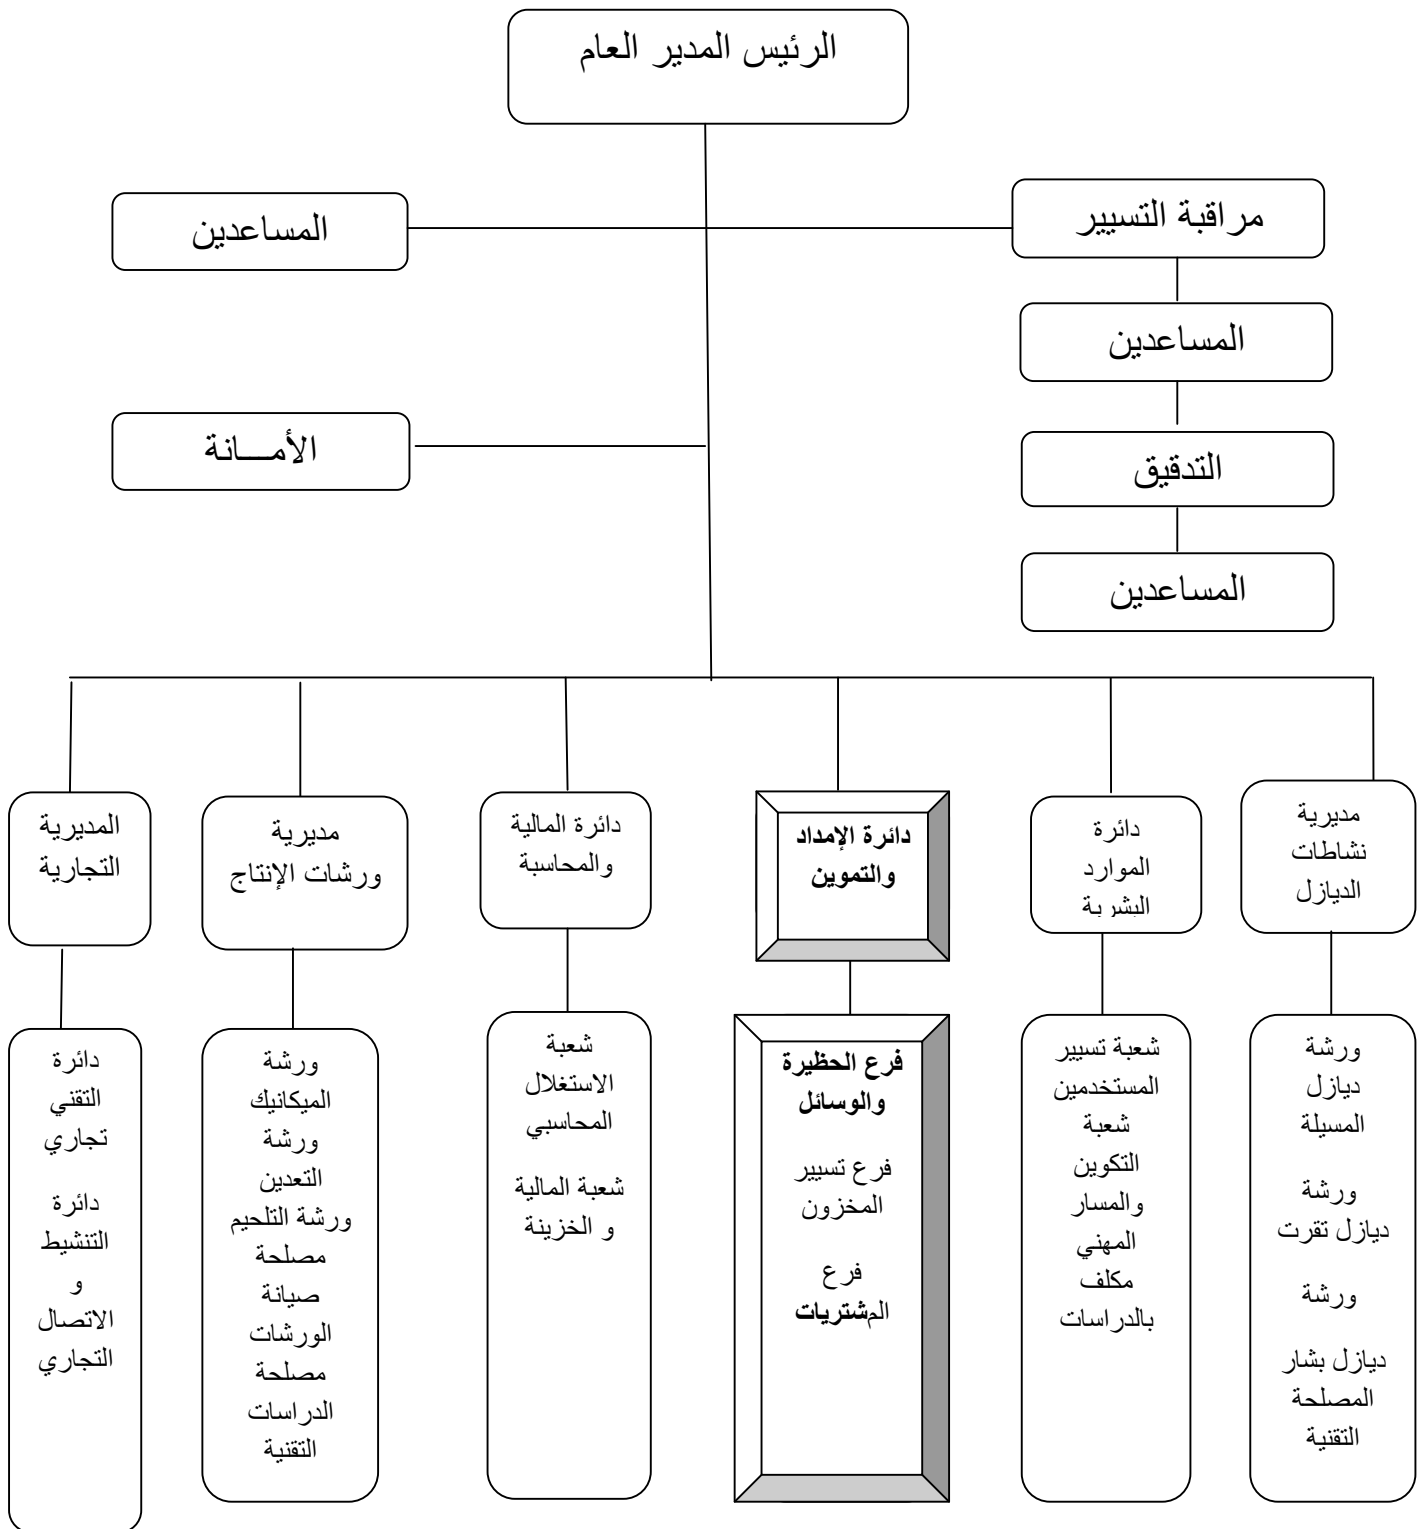 الرئيس المدير العام
مراقبة التسيير
المساعدين
المساعدين
الأمـــانة
التدقيق
المساعدين
مديرية
نشاطات
الديازل
دائرة
الموارد
البشرية
دائرة الإمداد
والتموين
دائرة المالية
والمحاسبة
مديرية
ورشات الإنتاج
المديرية
التجارية
ورشة
ديازل
المسيلة
ورشة
ديازل تقرت
ورشة
ديازل بشار
المصلحة
التقنية
شعبة تسيير
المستخدمين
شعبة
التكوين
والمسار
المهني
مكلف
بالدراسات
فرع الحظيرة
والوسائل
فرع تسيير
المخزون
فرع
المشتريات
شعبة
الاستغلال
المحاسبي
شعبة المالية
و الخزينة
ورشة
الميكانيك
ورشة
التعدين
ورشة التلحيم
مصلحة
صيانة
الورشات
مصلحة
الدراسات
التقنية
دائرة
التقني
تجاري
دائرة
التنشيط
و
الاتصال
التجاري